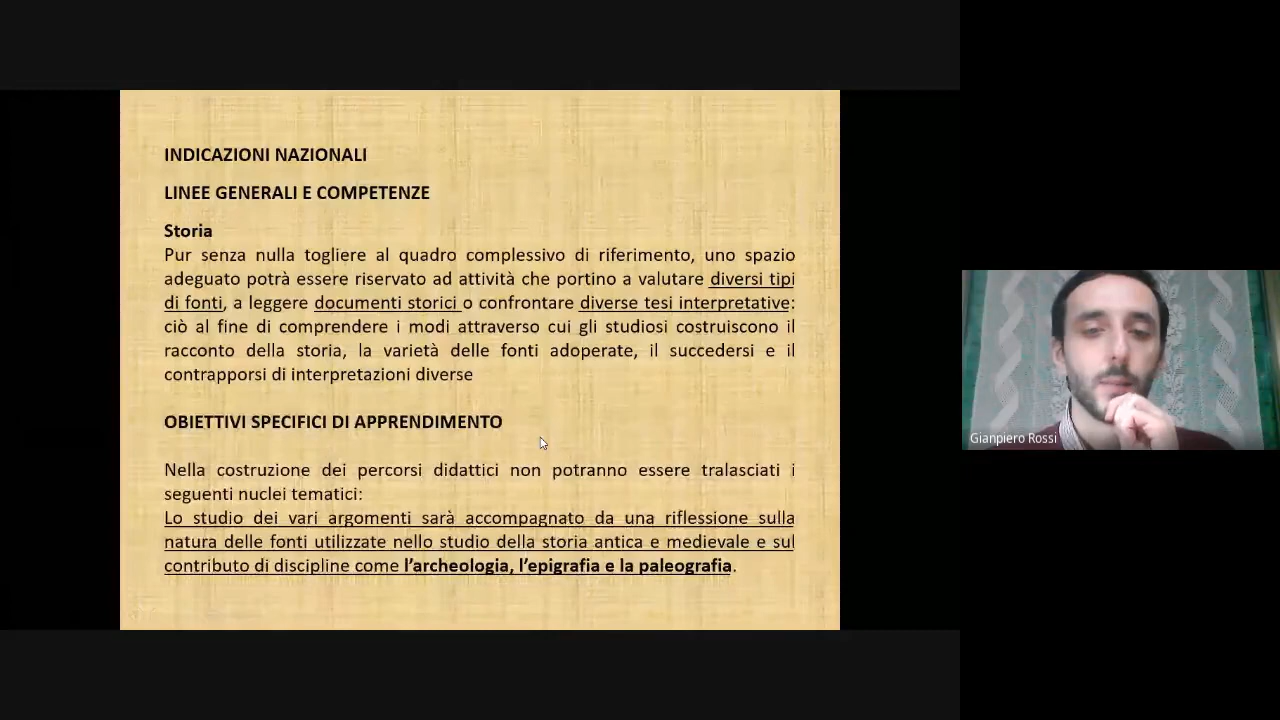 INDICAZIONI NAZIONALI
LINEE GENERALI E COMPETENZE
Storia
Pur senza nulla togliere al quadro complessivo di riferimento, uno spazio
adeguato potrà essere riservato ad attività che portino a valutare diversi tipi
di fonti, a leggere documenti storici o confrontare diverse tesi interpretative:
ciò al fine di comprendere i modi attraverso cui gli studiosi costruiscono il
racconto della storia, la varietà delle fonti adoperate, il succedersi e il
contrapporsi di interpretazioni diverse
OBIETTIVI SPECIFICI DI APPRENDIMENTO
Nella costruzione dei percorsi didattici non potranno essere tralasciati i
seguenti nuclei tematici:
Lo studio dei vari argomenti sarà accompagnato da una riflessione sulla
natura delle fonti utilizzate nello studio della storia antica e medievale e sul
contributo di discipline come l’archeologia, l’epigrafia e la paleografia.
Gianpiero Rossi